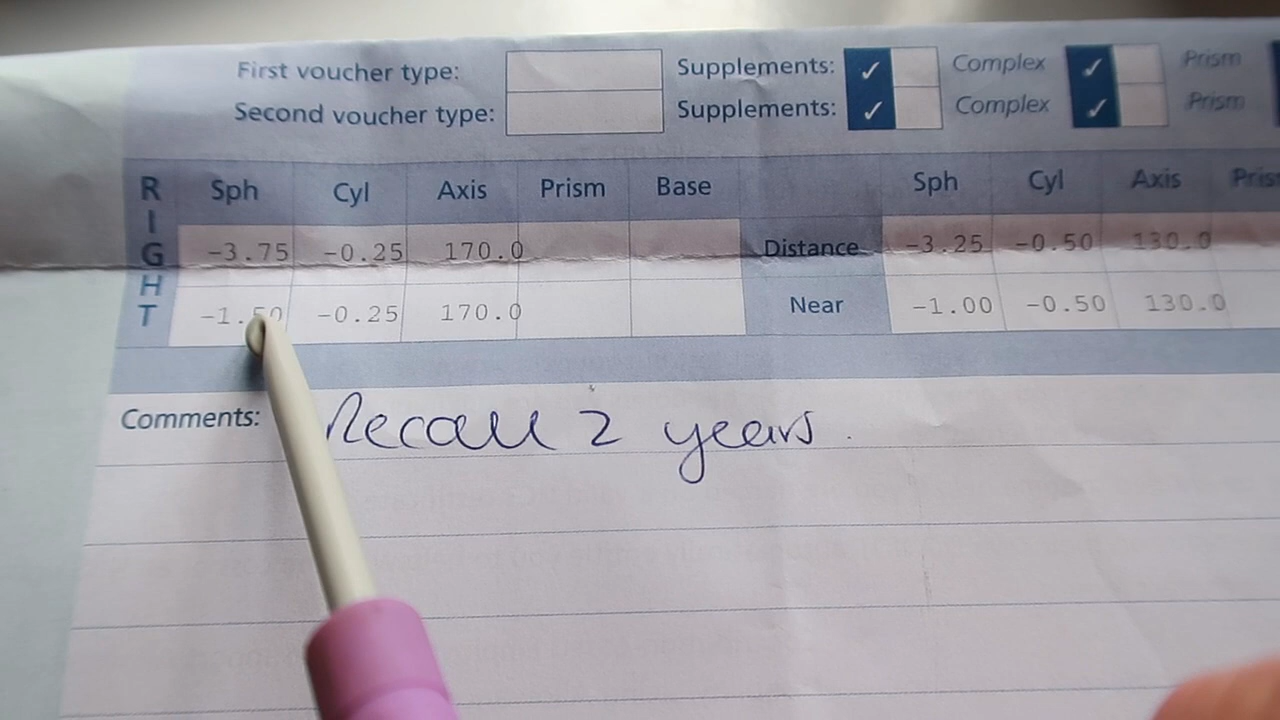 First voucher type: Supplements: ✓ Complex ✓ Prism
Second voucher type: Supplements: ✓ Complex ✓ Prism
RIGHT Sph Cyl Axis Prism Base Sph Cyl Axis
-3.75 -0.25 170.0 Distance -3.25 -0.50 130.0
-1.50 -0.25 170.0 Near -1.00 -0.50 130.0
Comments: Recall 2 years.